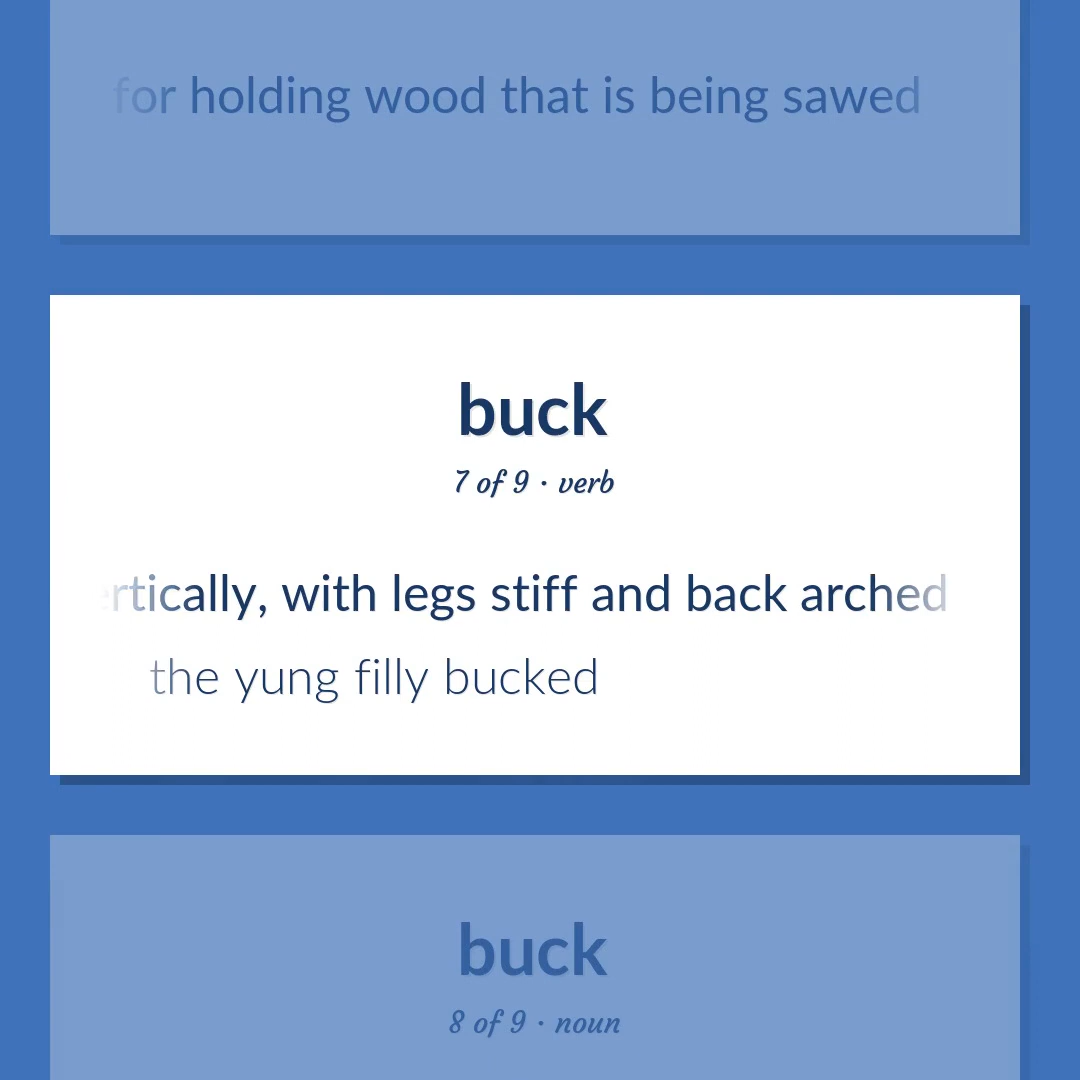 for holding wood that is being sawed
buck
7 of 9 · verb
ertically, with legs stiff and back arched
the yung filly bucked
buck
8 of 9 · noun